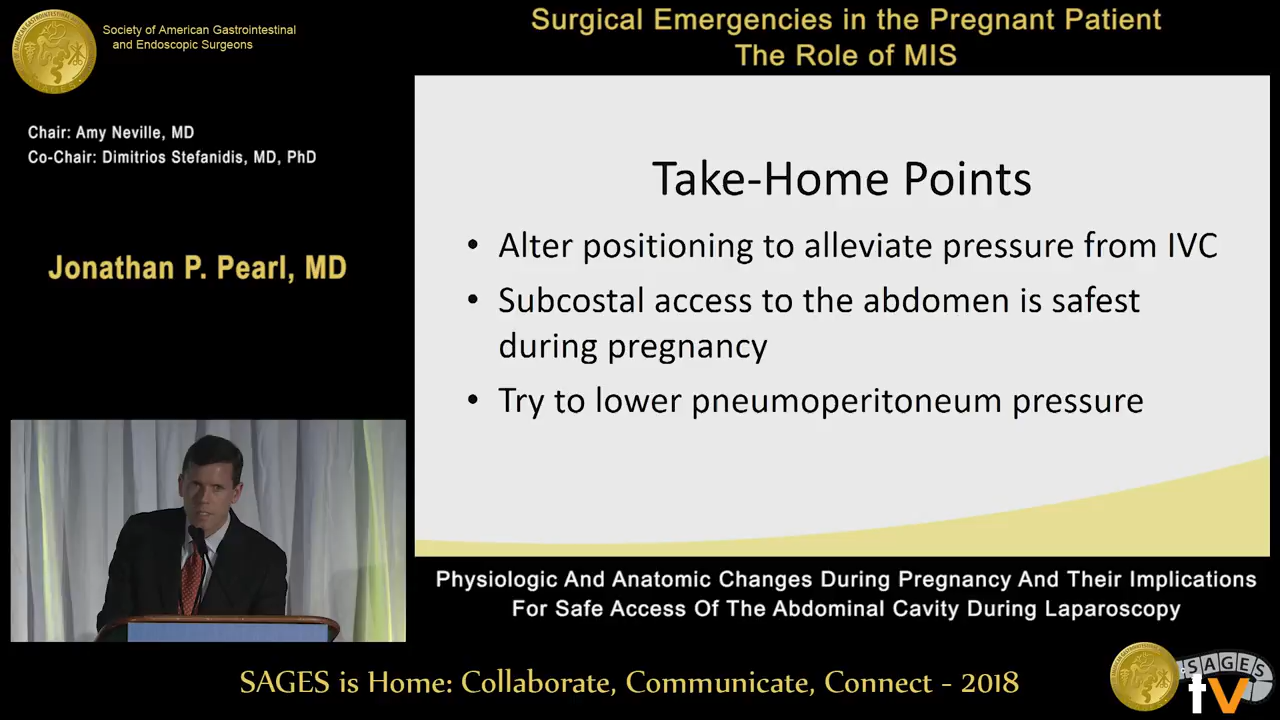 Society of American Gastrointestinal
and Endoscopic Surgeons
Surgical Emergencies in the Pregnant Patient
The Role of MIS
Chair: Amy Neville, MD
Co-Chair: Dimitrios Stefanidis, MD, PhD
Jonathan P. Pearl, MD
Take-Home Points
• Alter positioning to alleviate pressure from IVC
• Subcostal access to the abdomen is safest
during pregnancy
• Try to lower pneumoperitoneum pressure
Physiologic And Anatomic Changes During Pregnancy And Their Implications
For Safe Access Of The Abdominal Cavity During Laparoscopy
SAGES is Home: Collaborate, Communicate, Connect - 2018
SAGES
tv